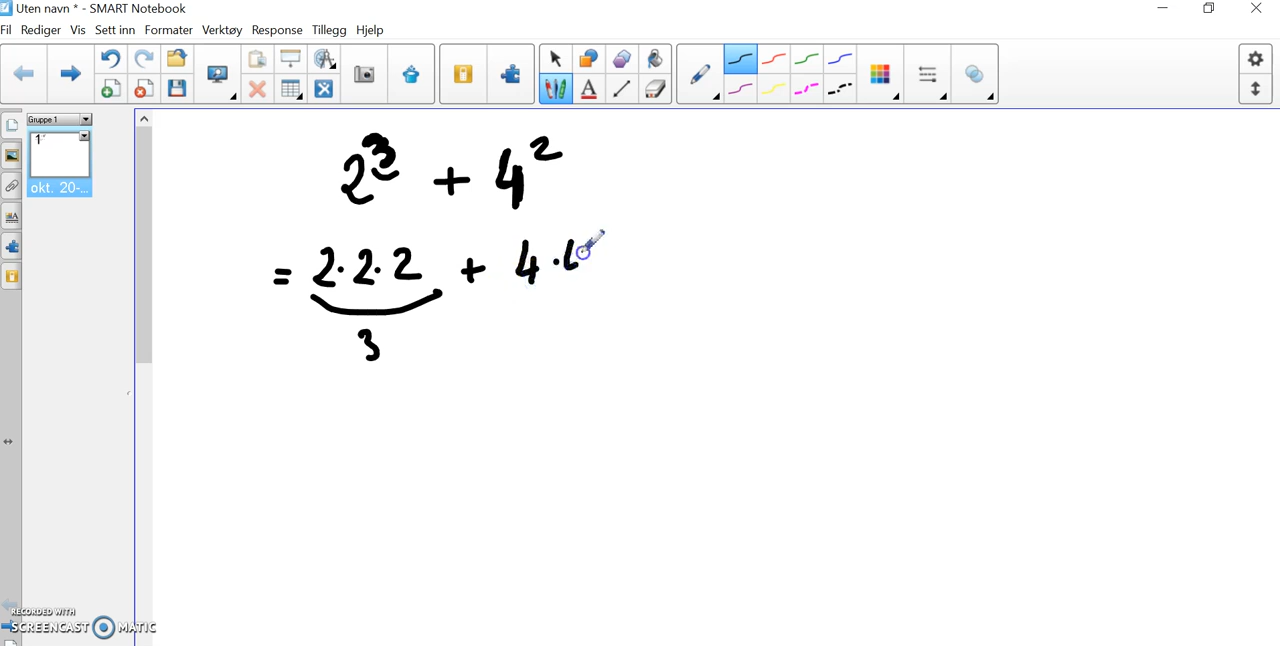 Uten navn * - SMART Notebook
Fil Rediger Vis Sett inn Formater Verktøy Response Tillegg Hjelp
Gruppe 1
1
okt. 20-...
2³ + 4²
= 2·2·2 + 4·
3
RECORDED WITH
SCREENCAST MATIC